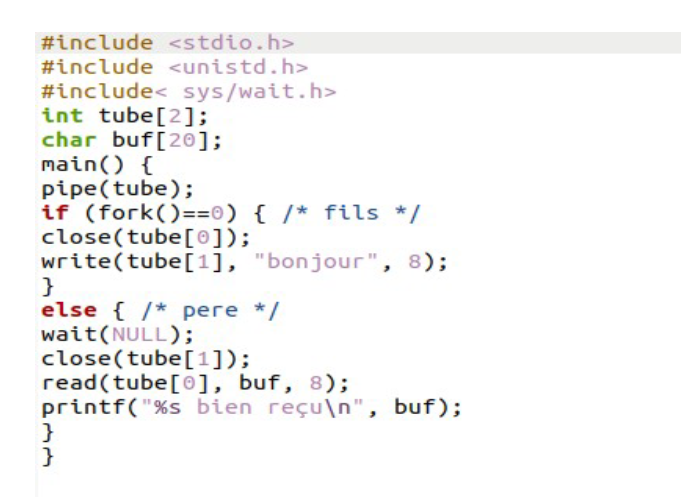 #include <stdio.h>
#include <unistd.h>
#include< sys/wait.h>
int tube[2];
char buf[20];
main() {
pipe(tube);
if (fork()==0) { /* fils */
close(tube[0]);
write(tube[1], "bonjour", 8);
}
else { /* pere */
wait(NULL);
close(tube[1]);
read(tube[0], buf, 8);
printf("%s bien reçu\n", buf);
}
}